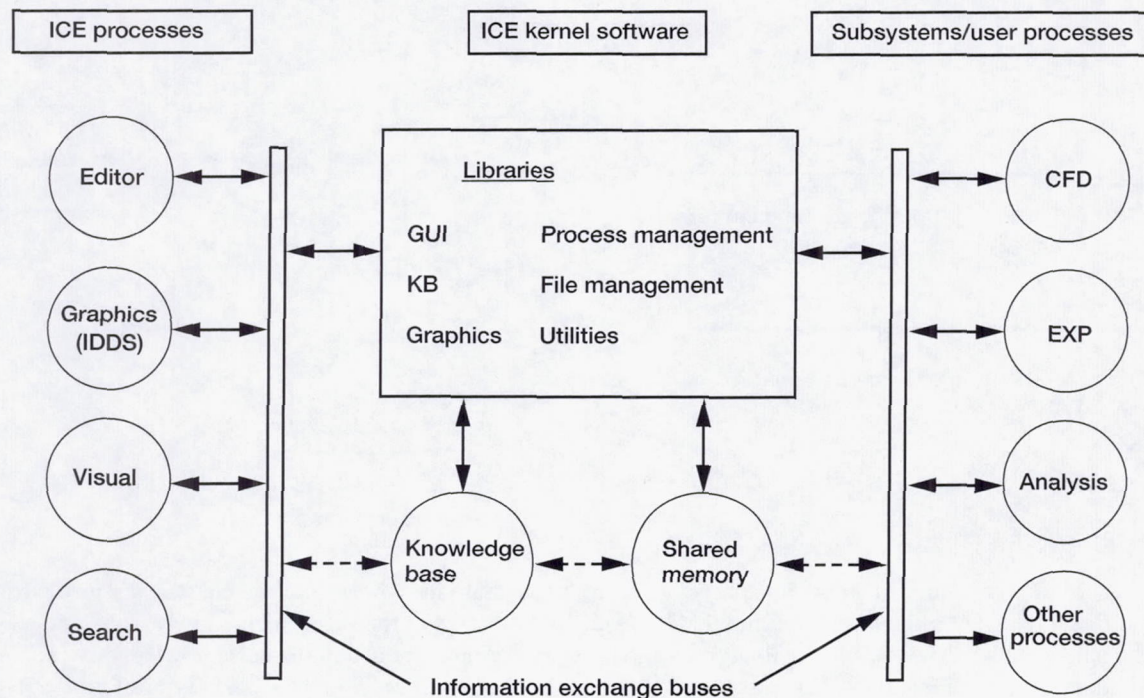 ICE processes
ICE kernel software
Subsystems/user processes
Editor
Graphics
(IDDS)
Visual
Search
Libraries
GUI Process management
KB File management
Graphics Utilities
Knowledge
base
Shared
memory
CFD
EXP
Analysis
Other
processes
Information exchange buses